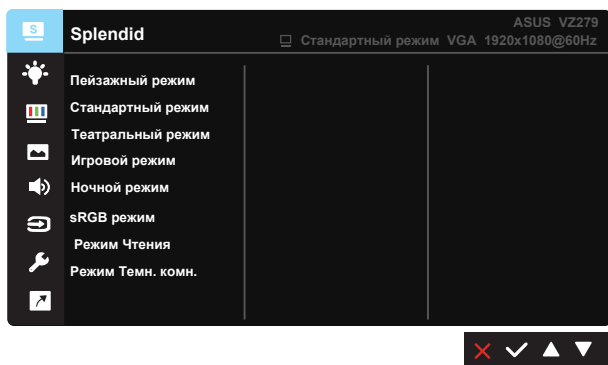 S
Splendid
ASUS VZ279
Стандартный режим VGA 1920x1080@60Hz
Пейзажный режим
Стандартный режим
Театральный режим
Игровой режим
Ночной режим
sRGB режим
Режим Чтения
Режим Темн. комн.